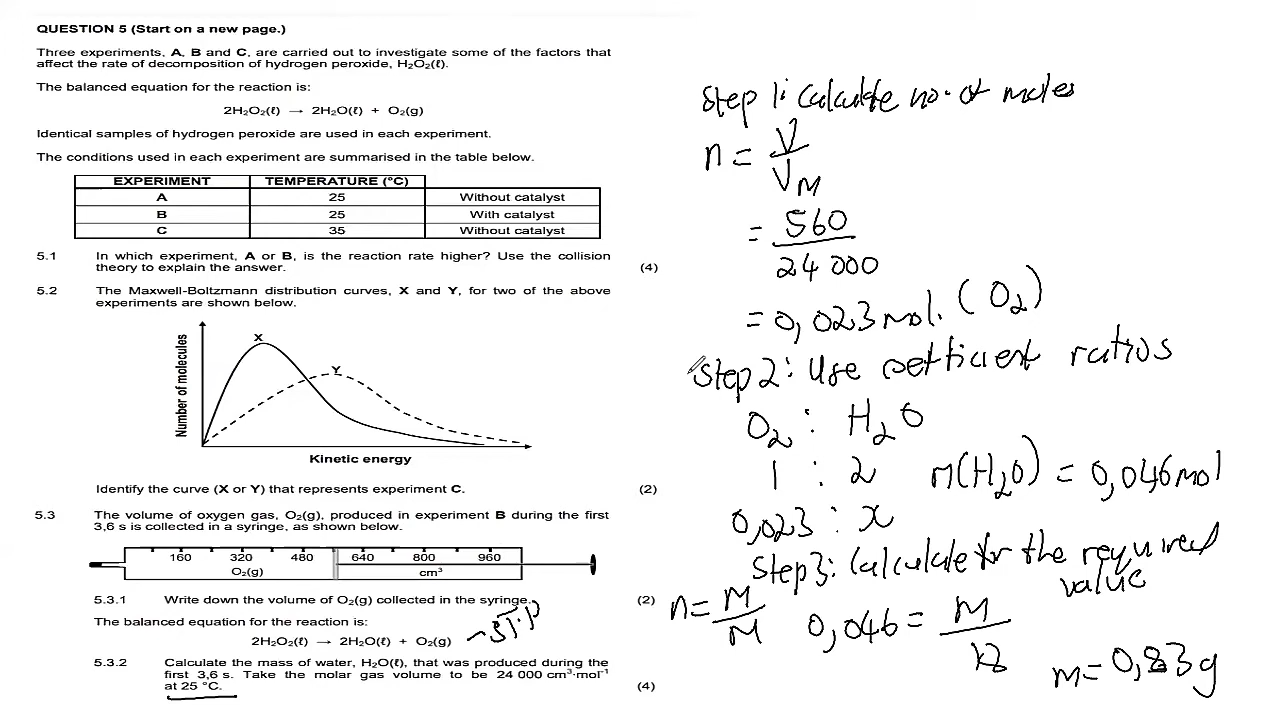 QUESTION 5 (Start on a new page.)
Three experiments, A, B and C, are carried out to investigate some of the factors that
affect the rate of decomposition of hydrogen peroxide, H₂O₂(ℓ).
The balanced equation for the reaction is:
2H₂O₂(ℓ) → 2H₂O(ℓ) + O₂(g)
Identical samples of hydrogen peroxide are used in each experiment.
The conditions used in each experiment are summarised in the table below.
EXPERIMENT TEMPERATURE (°C)
A 25 Without catalyst
B 25 With catalyst
C 35 Without catalyst
5.1 In which experiment, A or B, is the reaction rate higher? Use the collision
theory to explain the answer. (4)
5.2 The Maxwell-Boltzmann distribution curves, X and Y, for two of the above
experiments are shown below.
Number of molecules
X
Y
Kinetic energy
Identify the curve (X or Y) that represents experiment C. (2)
5.3 The volume of oxygen gas, O₂(g), produced in experiment B during the first
3,6 s is collected in a syringe, as shown below.
160 320 480 640 800 960
O₂(g) cm³
5.3.1 Write down the volume of O₂(g) collected in the syringe. (2)
The balanced equation for the reaction is:
2H₂O₂(ℓ) → 2H₂O(ℓ) + O₂(g)
5.3.2 Calculate the mass of water, H₂O(ℓ), that was produced during the
first 3,6 s. Take the molar gas volume to be 24 000 cm³·mol⁻¹
at 25 °C. (4)
Step 1: Calculate no. of moles
n = V/VM
= 560/24 000
= 0,023 mol. (O₂)
Step 2: Use coefficient ratios
O₂ : H₂O
1 : 2 n(H₂O) = 0,046 mol
0,023 : x
Step 3: Calculate for the required
value
n = m/M 0,046 = m/18
m = 0,83 g